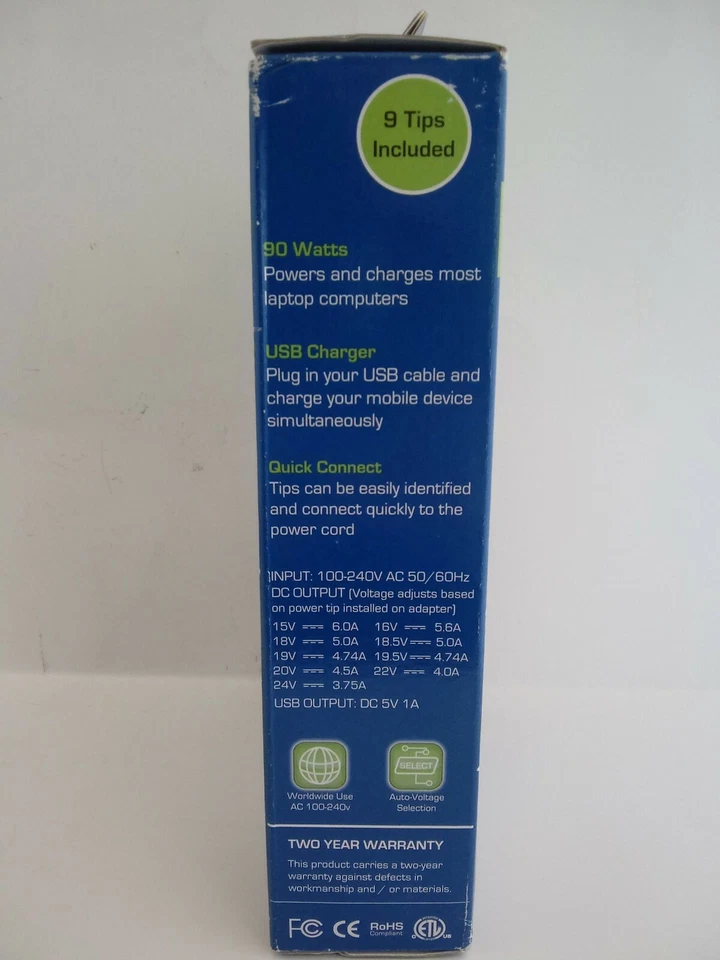 9 Tips
Included
90 Watts
Powers and charges most
laptop computers
USB Charger
Plug in your USB cable and
charge your mobile device
simultaneously
Quick Connect
Tips can be easily identified
and connect quickly to the
power cord
INPUT: 100-240V AC 50/60Hz
DC OUTPUT (Voltage adjusts based
on power tip installed on adapter)
15V ⎓ 6.0A 16V ⎓ 5.6A
18V ⎓ 5.0A 18.5V ⎓ 5.0A
19V ⎓ 4.74A 19.5V ⎓ 4.74A
20V ⎓ 4.5A 22V ⎓ 4.0A
24V ⎓ 3.75A
USB OUTPUT: DC 5V 1A
SELECT
Worldwide Use Auto-Voltage
AC 100-240v Selection
TWO YEAR WARRANTY
This product carries a two-year
warranty against defects in
workmanship and / or materials.
FC CE RoHS Compliant c ETL us